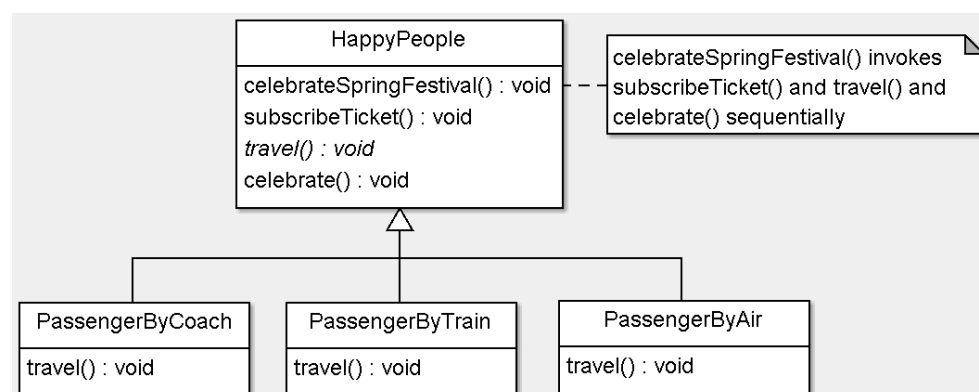 HappyPeople
celebrateSpringFestival() : void
subscribeTicket() : void
travel() : void
celebrate() : void
celebrateSpringFestival() invokes
subscribeTicket() and travel() and
celebrate() sequentially
PassengerByCoach
travel() : void
PassengerByTrain
travel() : void
PassengerByAir
travel() : void